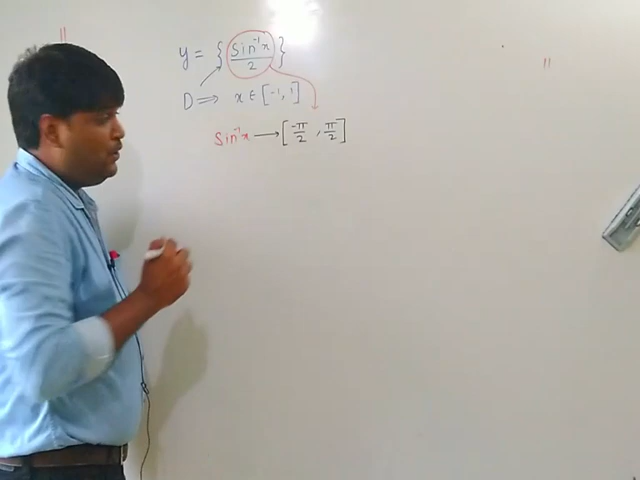 y = { sin⁻¹x / 2 }
D ⟹ x ∈ [-1, 1]
sin⁻¹x ⟶ [-π/2, π/2]